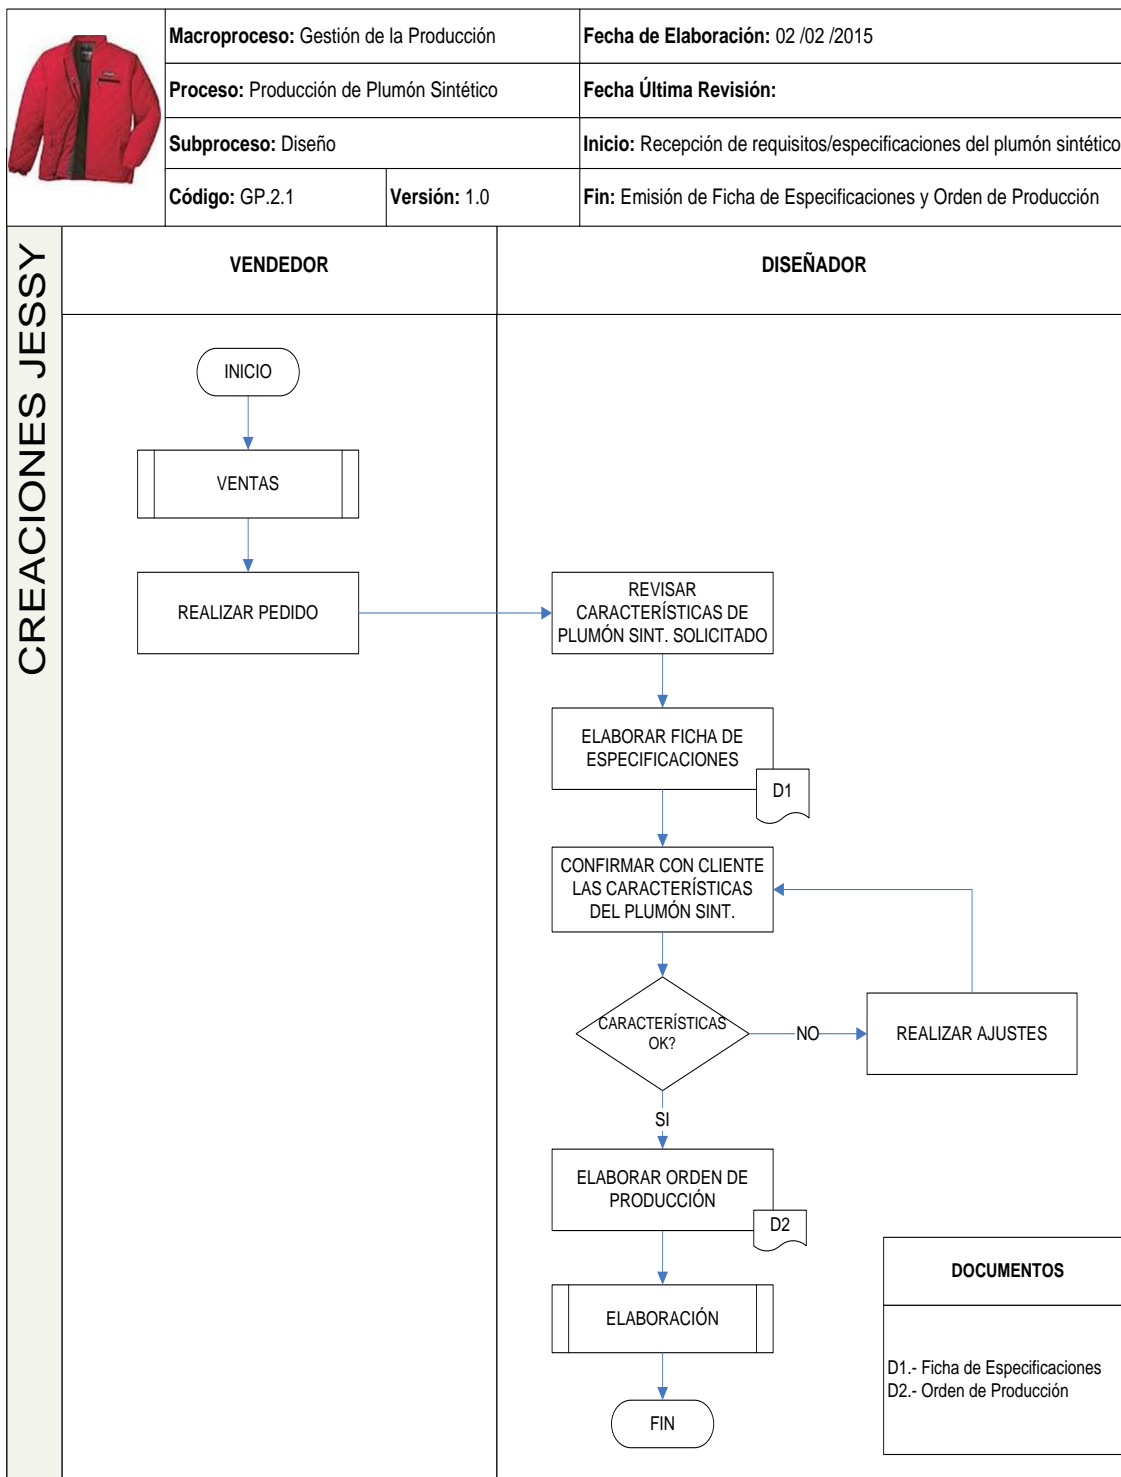 Macroproceso: Gestión de la Producción
Fecha de Elaboración: 02 /02 /2015
Proceso: Producción de Plumón Sintético
Fecha Última Revisión:
Subproceso: Diseño
Inicio: Recepción de requisitos/especificaciones del plumón sintético
Código: GP.2.1
Versión: 1.0
Fin: Emisión de Ficha de Especificaciones y Orden de Producción
CREACIONES JESSY
VENDEDOR
DISEÑADOR
INICIO
VENTAS
REALIZAR PEDIDO
REVISAR
CARACTERÍSTICAS DE
PLUMÓN SINT. SOLICITADO
ELABORAR FICHA DE
ESPECIFICACIONES
D1
CONFIRMAR CON CLIENTE
LAS CARACTERÍSTICAS
DEL PLUMÓN SINT.
CARACTERÍSTICAS
OK?
NO
REALIZAR AJUSTES
SI
ELABORAR ORDEN DE
PRODUCCIÓN
D2
ELABORACIÓN
FIN
DOCUMENTOS
D1.- Ficha de Especificaciones
D2.- Orden de Producción